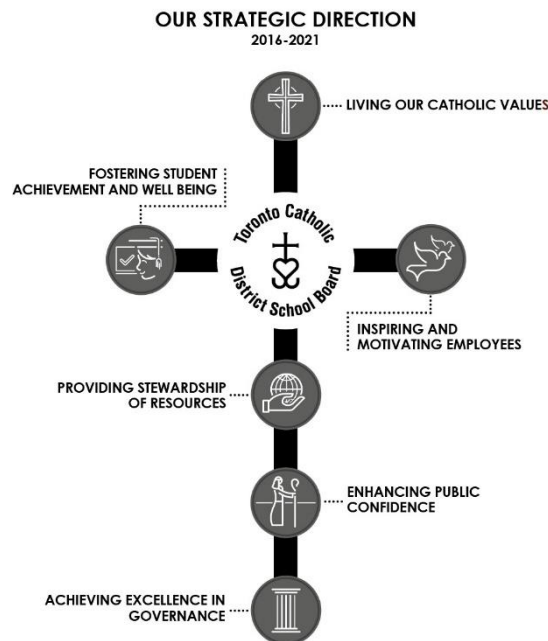 OUR STRATEGIC DIRECTION
2016-2021
LIVING OUR CATHOLIC VALUES
FOSTERING STUDENT
ACHIEVEMENT AND WELL BEING
Toronto Catholic
District School Board
INSPIRING AND
MOTIVATING EMPLOYEES
PROVIDING STEWARDSHIP
OF RESOURCES
ENHANCING PUBLIC
CONFIDENCE
ACHIEVING EXCELLENCE IN
GOVERNANCE